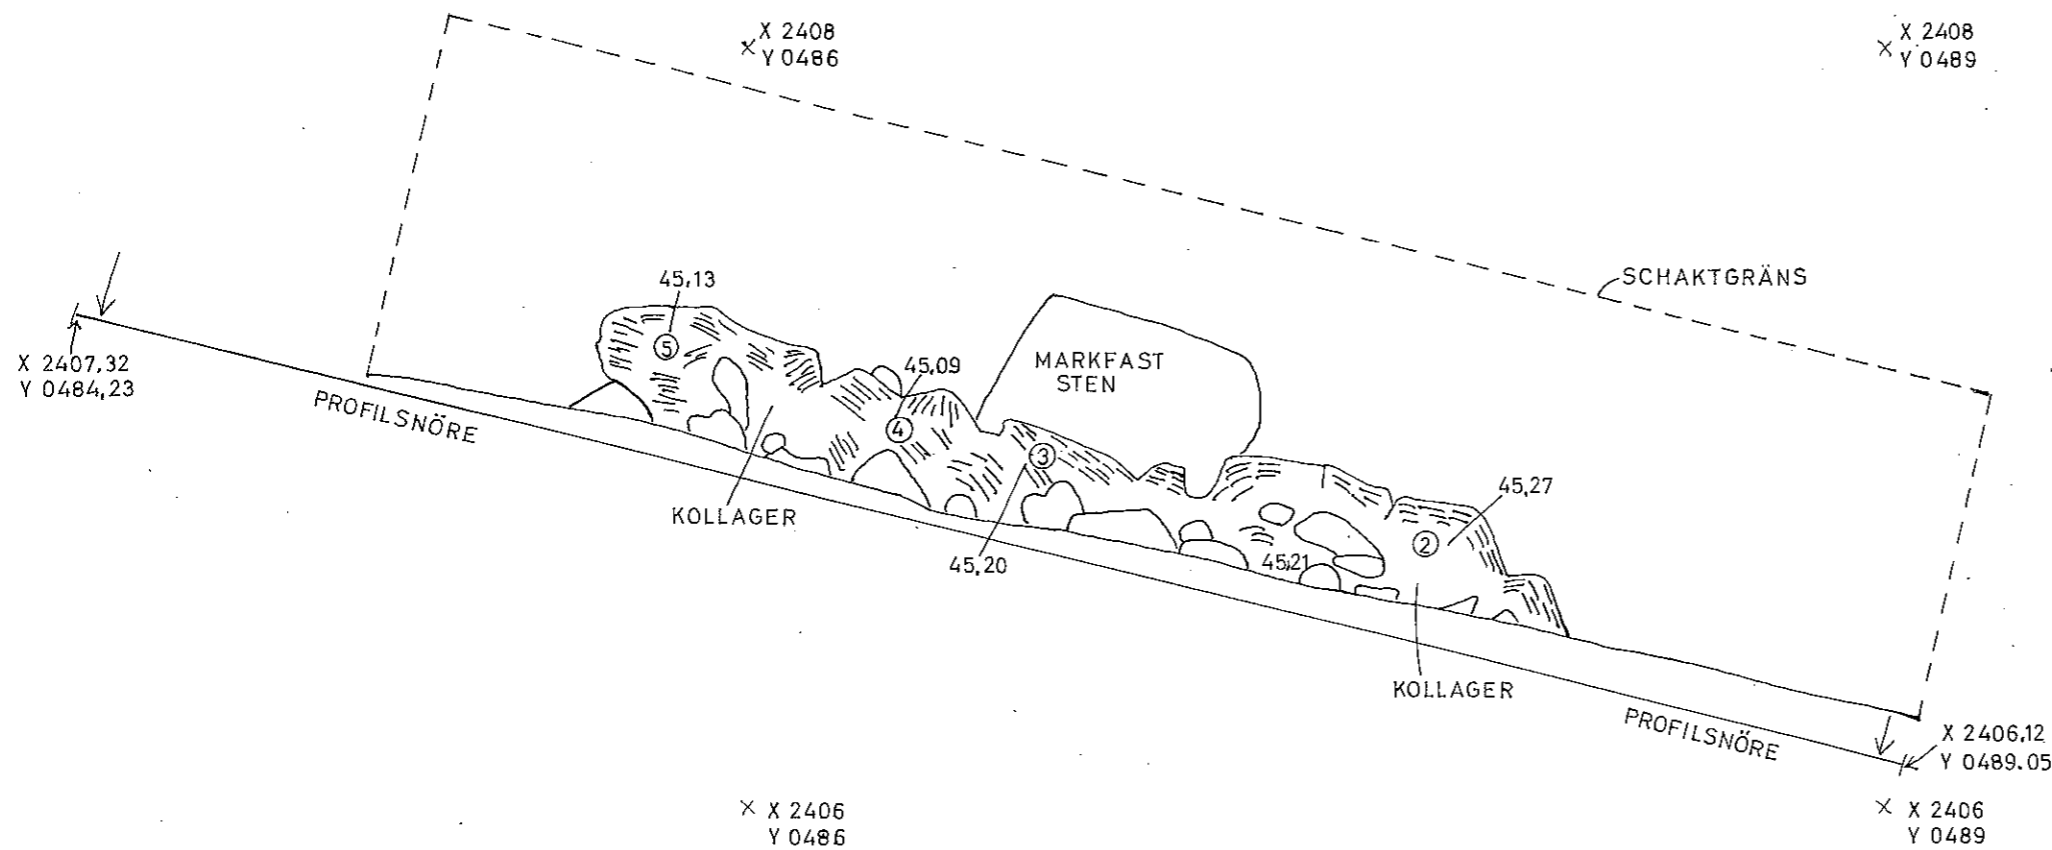 X 2408
Y 0486
X 2408
Y 0489
SCHAKTGRÄNS
45,13
X 2407,32
Y 0484,23
PROFILSNÖRE
5
45,09
4
MARKFAST
STEN
3
KOLLAGER
45,20
45,21
45,27
2
KOLLAGER
PROFILSNÖRE
X 2406,12
Y 0489.05
X 2406
Y 0486
X 2406
Y 0489